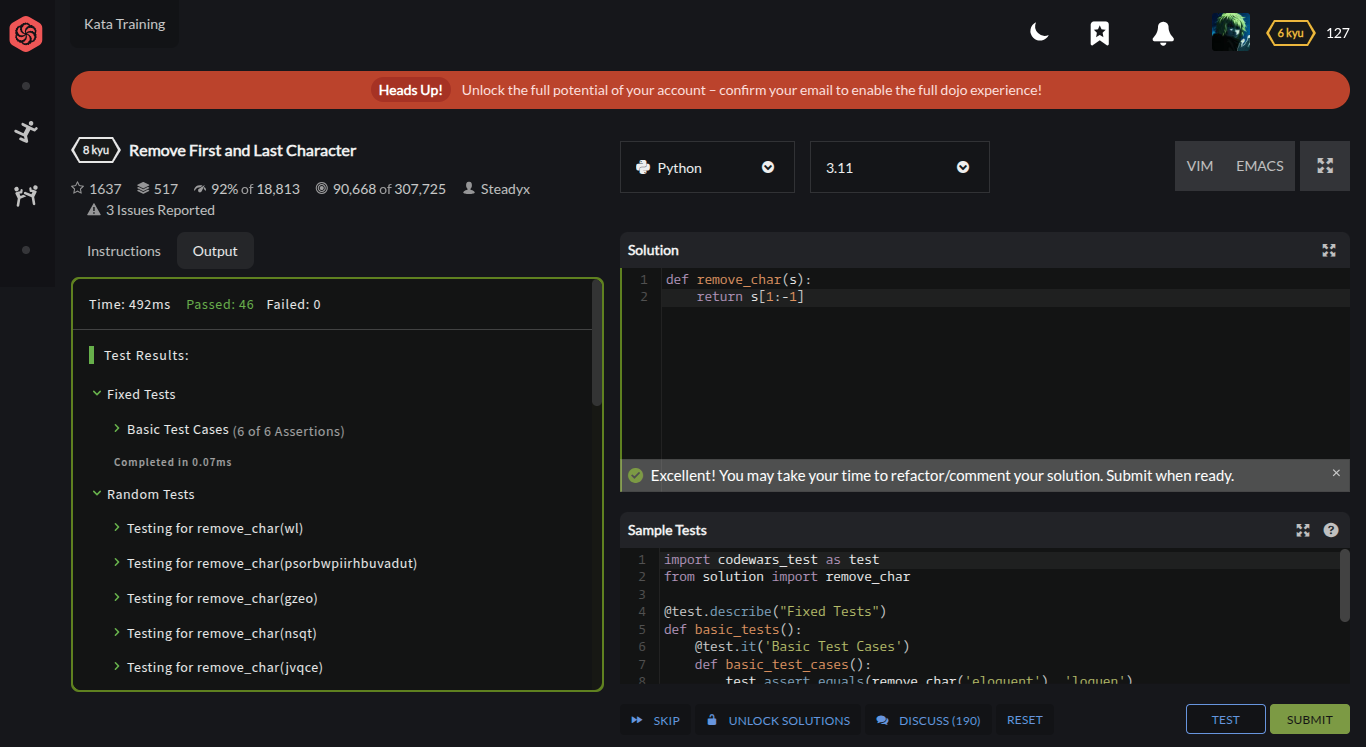 Kata Training
6 kyu 127
Heads Up! Unlock the full potential of your account – confirm your email to enable the full dojo experience!
8 kyu Remove First and Last Character
1637 517 92% of 18,813 90,668 of 307,725 Steadyx
3 Issues Reported
Instructions Output
Time: 492ms Passed: 46 Failed: 0
Test Results:
Fixed Tests
Basic Test Cases (6 of 6 Assertions)
Completed in 0.07ms
Random Tests
Testing for remove_char(wl)
Testing for remove_char(psorbwpiirhbuvadut)
Testing for remove_char(gzeo)
Testing for remove_char(nsqt)
Testing for remove_char(jvqce)
Python 3.11 VIM EMACS
Solution
1 def remove_char(s):
2     return s[1:-1]
Excellent! You may take your time to refactor/comment your solution. Submit when ready. ×
Sample Tests ?
1 import codewars_test as test
2 from solution import remove_char
3
4 @test.describe("Fixed Tests")
5 def basic_tests():
6     @test.it('Basic Test Cases')
7     def basic_test_cases():
8         test.assert_equals(remove_char('eloquent'), 'loquen')
SKIP UNLOCK SOLUTIONS DISCUSS (190) RESET TEST SUBMIT